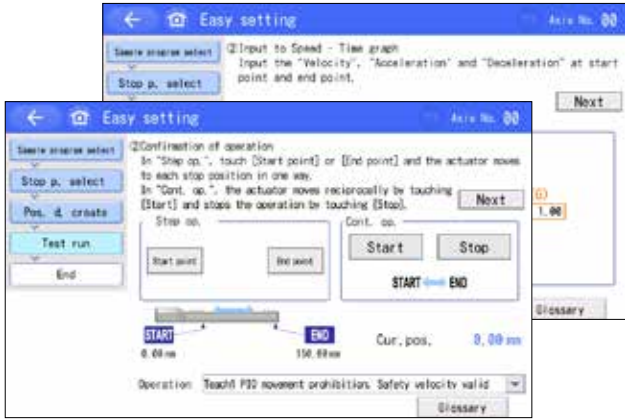 Easy setting
Axis No. 00
Sample program select
②Input to Speed - Time graph
Input the "Velocity", "Acceleration" and "Deceleration" at start
point and end point.
Stop p. select
Next
Easy setting
Axis No. 00
Sample program select
②Confirmation of operation
In "Step op.", touch [Start point] or [End point] and the actuator moves
to each stop position in one way.
In "Cont. op.", the actuator moves reciprocally by touching
[Start] and stops the operation by touching [Stop].
Next
Stop p. select
Pos. d. create
Test run
End
Step op.
Start point
End point
Cont. op.
Start
Stop
START
END
G)
1.00
Glossary
START
END
0.00 mm
150.00 mm
Cur.pos.
0.00 mm
Operation
Teach1 PIO movement prohibition. Safety velocity valid
Glossary